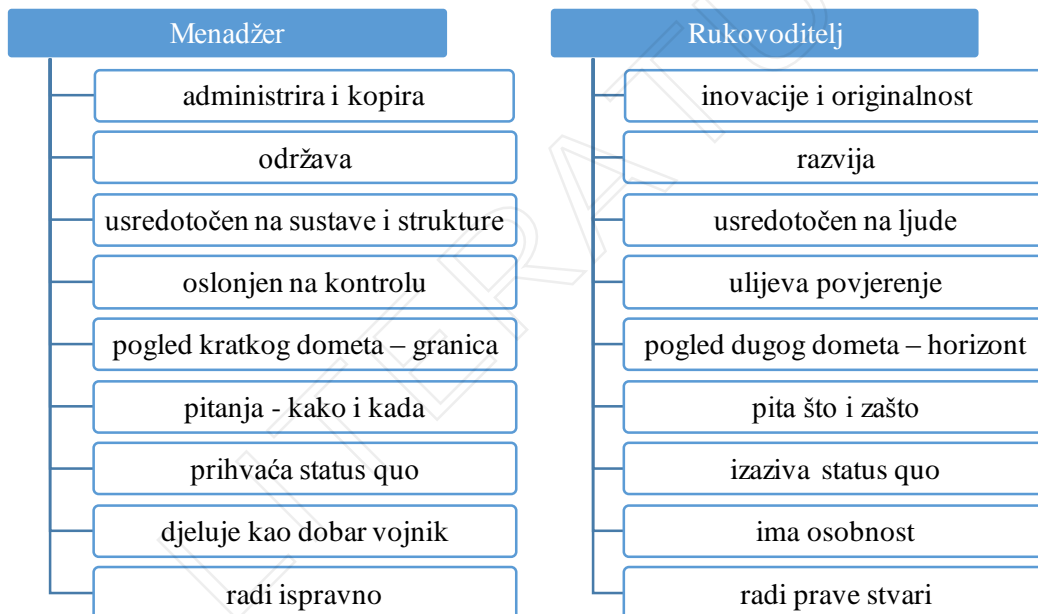 Menadžer
administrira i kopira
održava
usredotočen na sustave i strukture
oslonjen na kontrolu
pogled kratkog dometa – granica
pitanja - kako i kada
prihvaća status quo
djeluje kao dobar vojnik
radi ispravno
Rukovoditelj
inovacije i originalnost
razvija
usredotočen na ljude
ulijeva povjerenje
pogled dugog dometa – horizont
pita što i zašto
izaziva status quo
ima osobnost
radi prave stvari
LITERATU